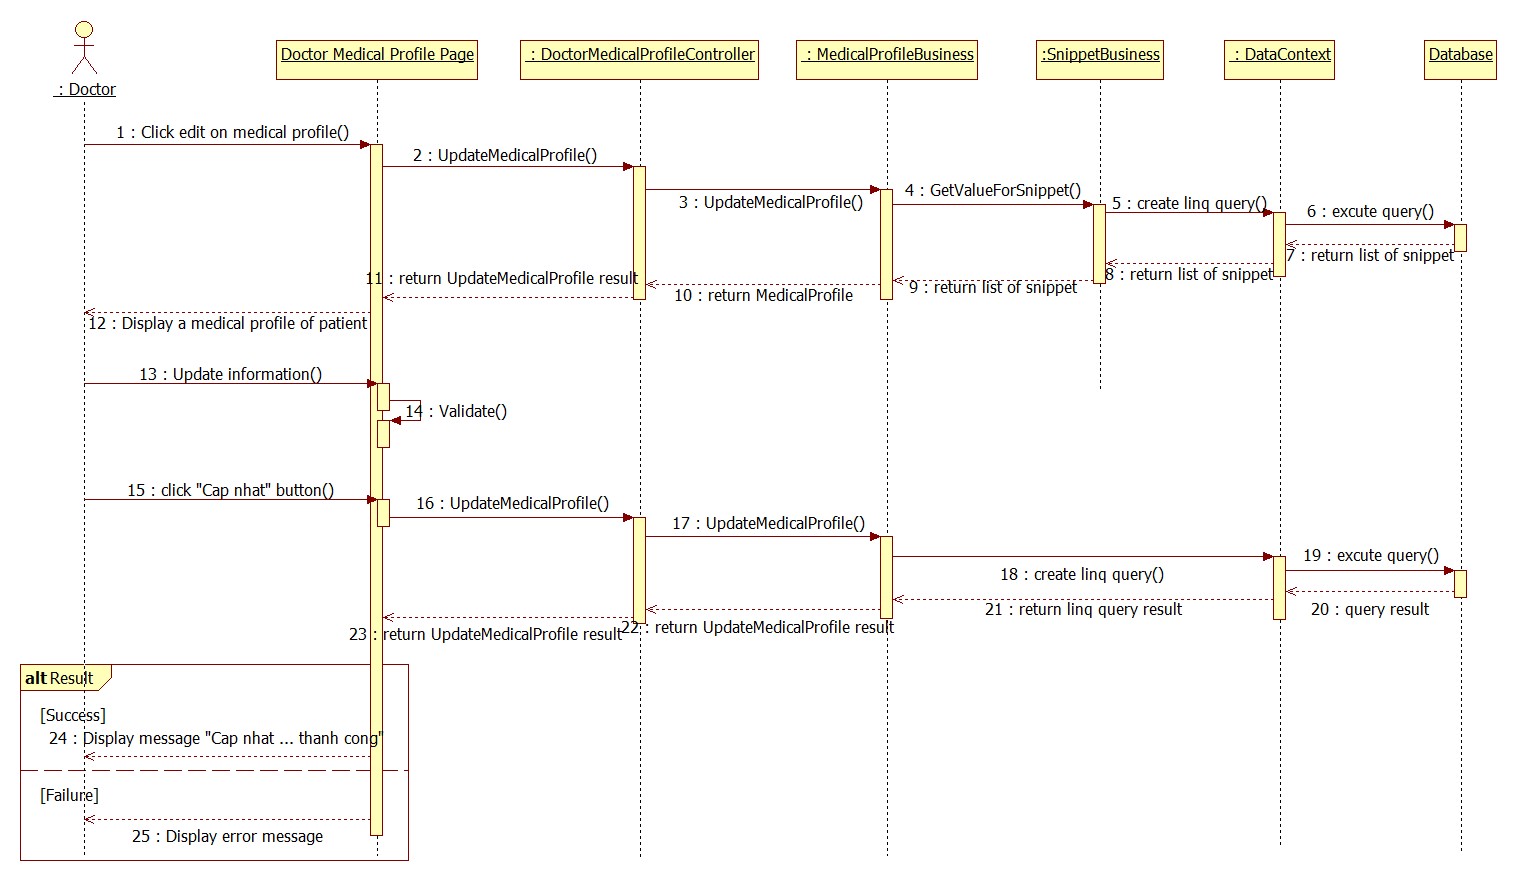 : Doctor
Doctor Medical Profile Page
: DoctorMedicalProfileController
: MedicalProfileBusiness
:SnippetBusiness
: DataContext
Database
1 : Click edit on medical profile()
2 : UpdateMedicalProfile()
3 : UpdateMedicalProfile()
4 : GetValueForSnippet()
5 : create linq query()
6 : excute query()
7 : return list of snippet
8 : return list of snippet
9 : return list of snippet
10 : return MedicalProfile
11 : return UpdateMedicalProfile result
12 : Display a medical profile of patient
13 : Update information()
14 : Validate()
15 : click "Cap nhat" button()
16 : UpdateMedicalProfile()
17 : UpdateMedicalProfile()
18 : create linq query()
19 : excute query()
20 : query result
21 : return linq query result
22 : return UpdateMedicalProfile result
23 : return UpdateMedicalProfile result
alt Result
[Success]
24 : Display message "Cap nhat ... thanh cong"
[Failure]
25 : Display error message